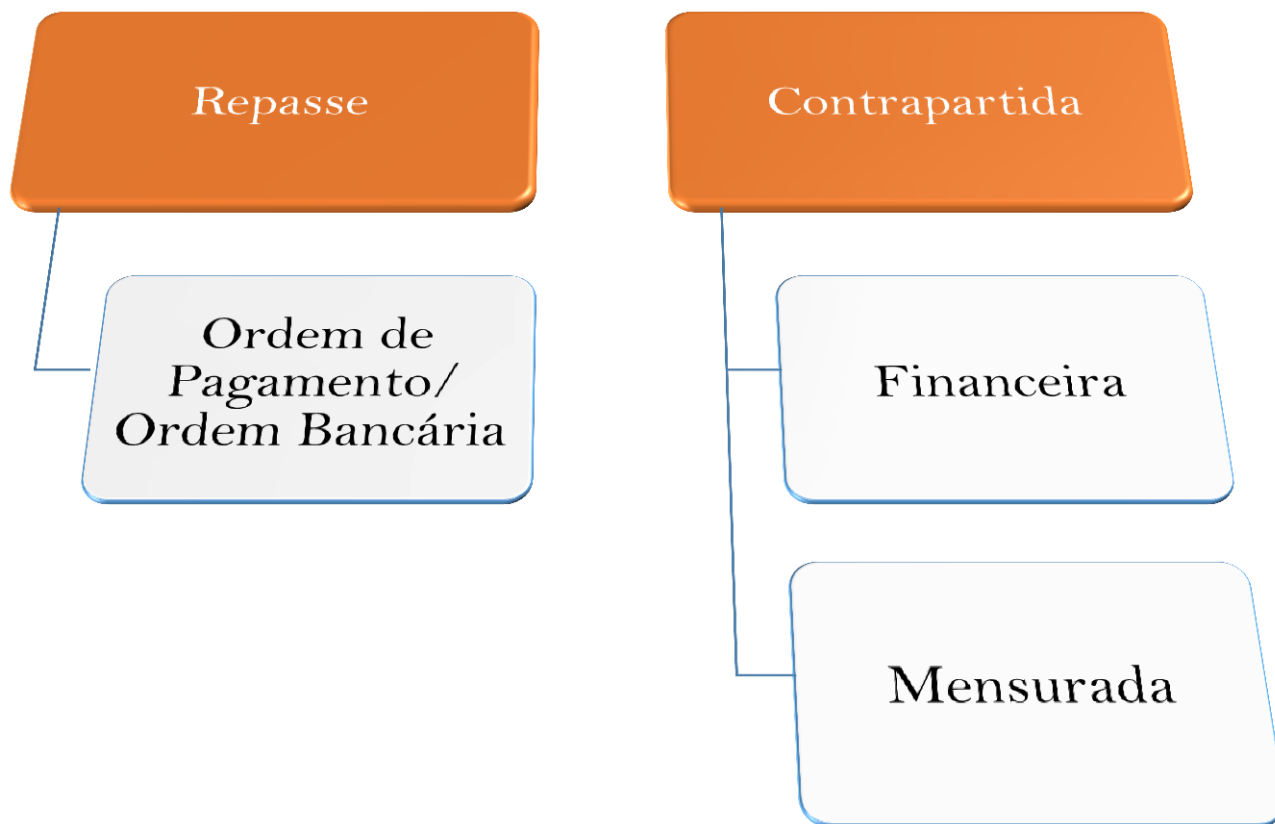 Repasse
Ordem de
Pagamento/
Ordem Bancária
Contrapartida
Financeira
Mensurada